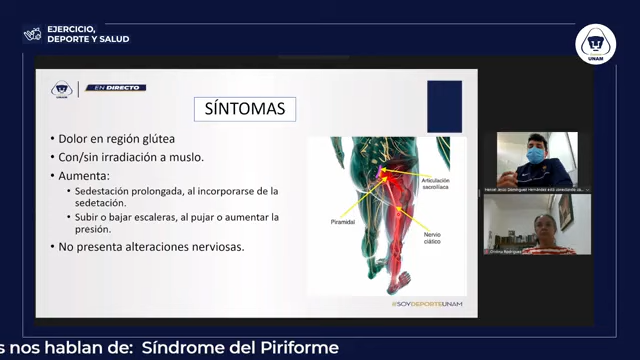 EJERCICIO,
DEPORTE Y SALUD
UNAM
EN DIRECTO
SÍNTOMAS
• Dolor en región glútea
• Con/sin irradiación a muslo.
• Aumenta:
• Sedestación prolongada, al incorporarse de la
sedetación.
• Subir o bajar escaleras, al pujar o aumentar la
presión.
• No presenta alteraciones nerviosas.
Articulación
sacroilíaca
Piramidal
Nervio
ciático
#SOYDEPORTEUNAM
s nos hablan de: Síndrome del Piriforme